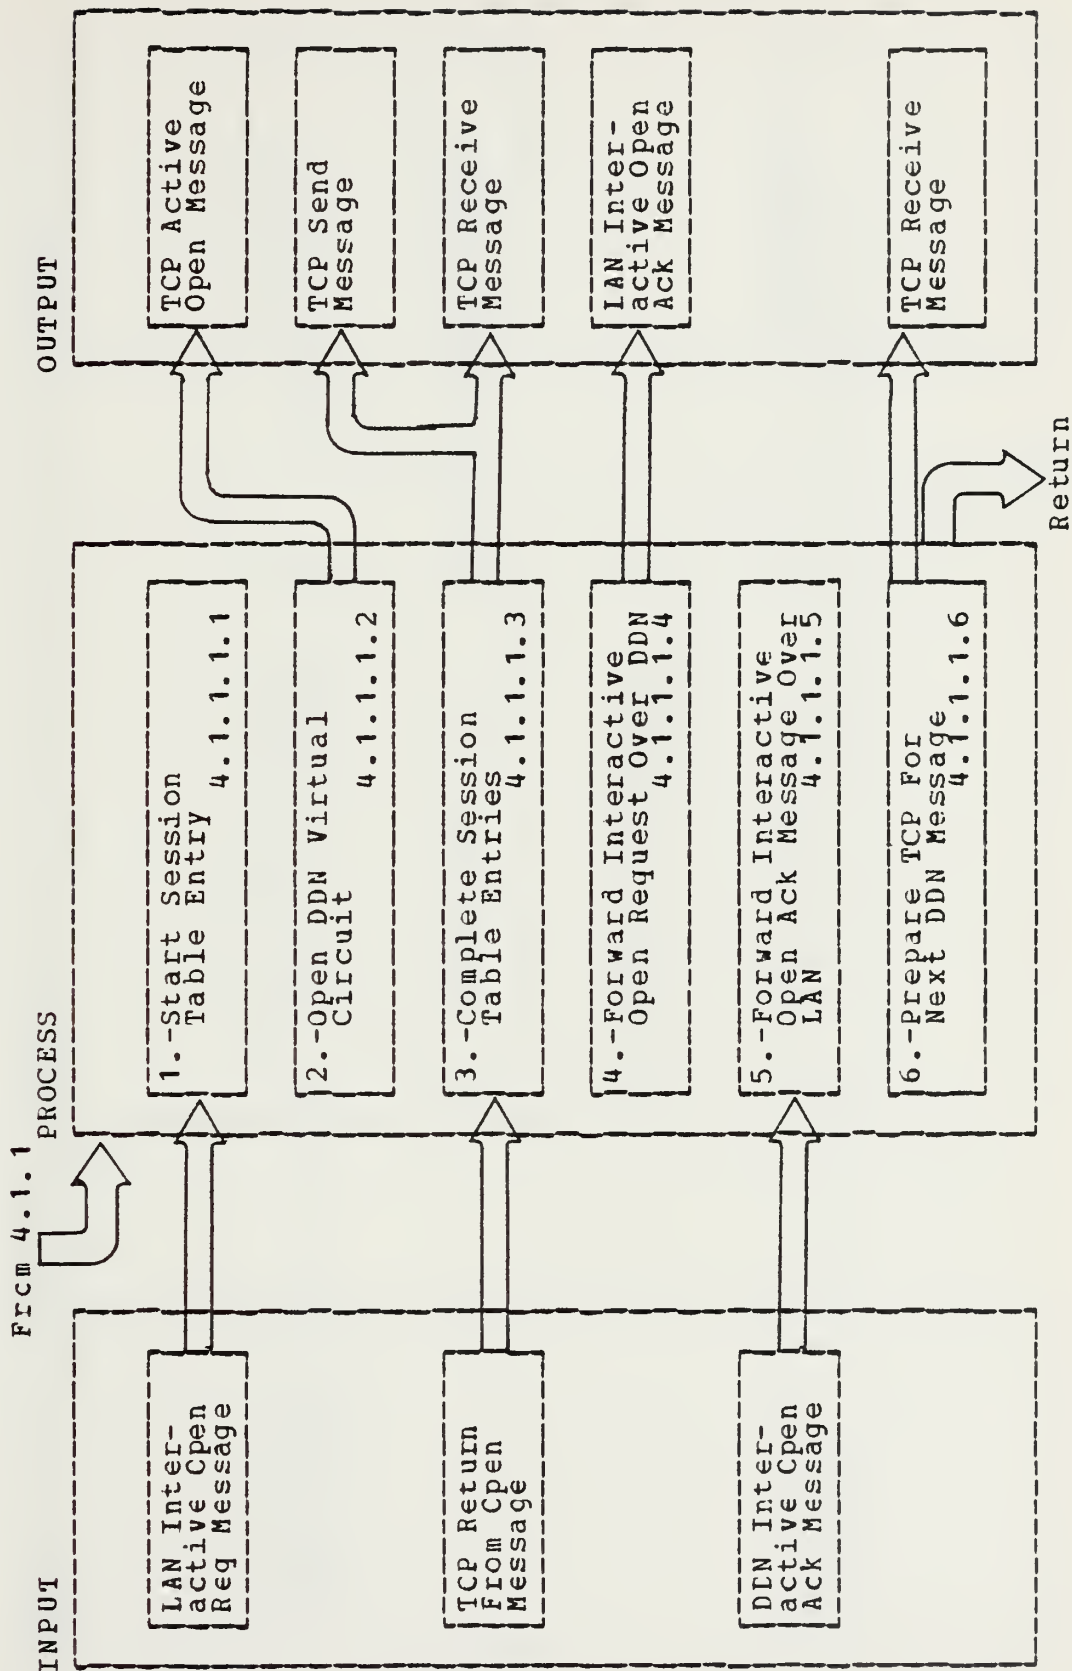 From 4.1.1
INPUT
LAN Inter-
active Cpen
Req Message
TCP Return
From Cpen
Message
DDN Inter-
active Cpen
Ack Message
PROCESS
1.-Start Session
Table Entry
4.1.1.1.1
2.-Open DDN Virtual
Circuit
4.1.1.1.2
3.-Complete Session
Table Entries
4.1.1.1.3
4.-Forward Interactive
Open Request Over DDN
4.1.1.1.4
5.-Forward Interactive
Open Ack Message Over
LAN
4.1.1.1.5
6.-Prepare TCP For
Next DDN Message
4.1.1.1.6
OUTPUT
TCP Active
Open Message
TCP Send
Message
TCP Receive
Message
LAN Inter-
active Open
Ack Message
TCP Receive
Message
Return